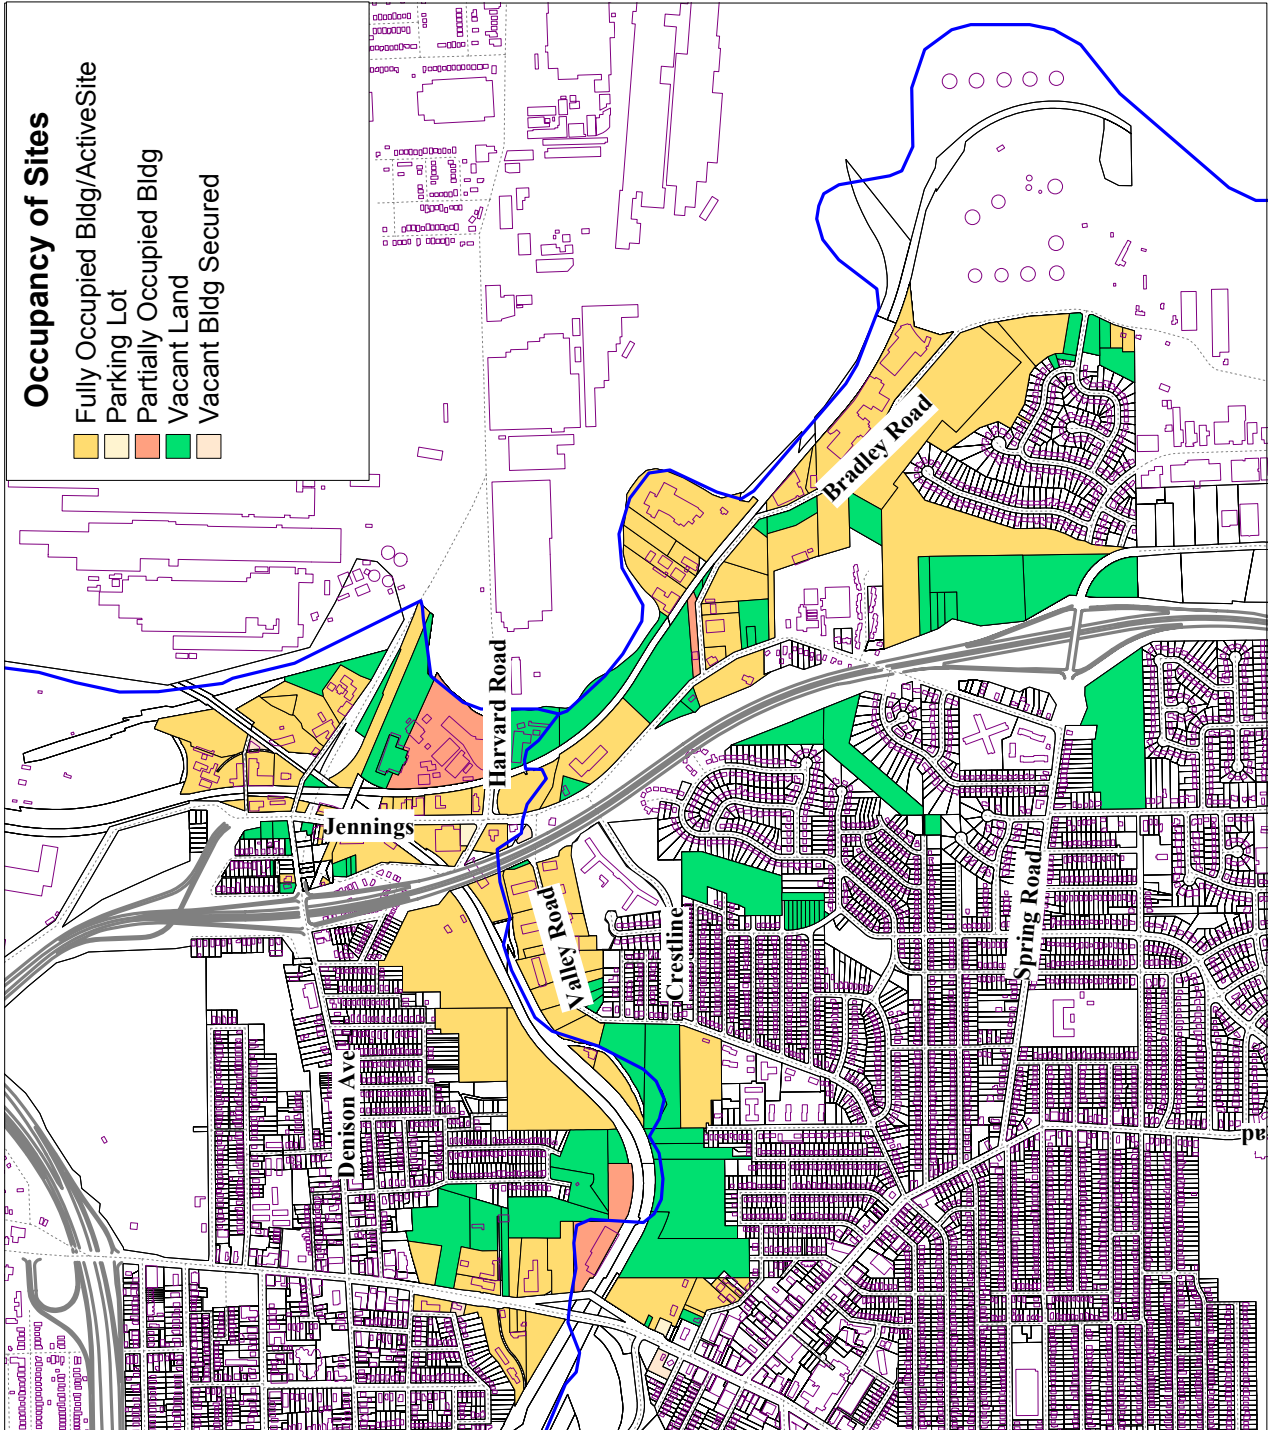 Occupancy of Sites
Fully Occupied Bldg/ActiveSite
Parking Lot
Partially Occupied Bldg
Vacant Land
Vacant Bldg Secured
Harvard Road
Jennings
Bradley Road
Valley Road
Crestline
Spring Road
Denison Ave
ad